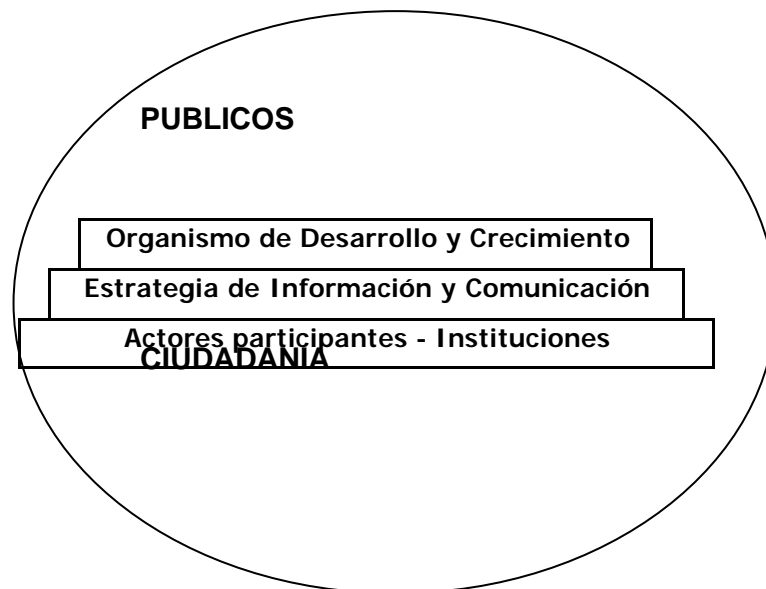 PUBLICOS
Organismo de Desarrollo y Crecimiento
Estrategia de Información y Comunicación
Actores participantes - Instituciones
CIUDADANIA